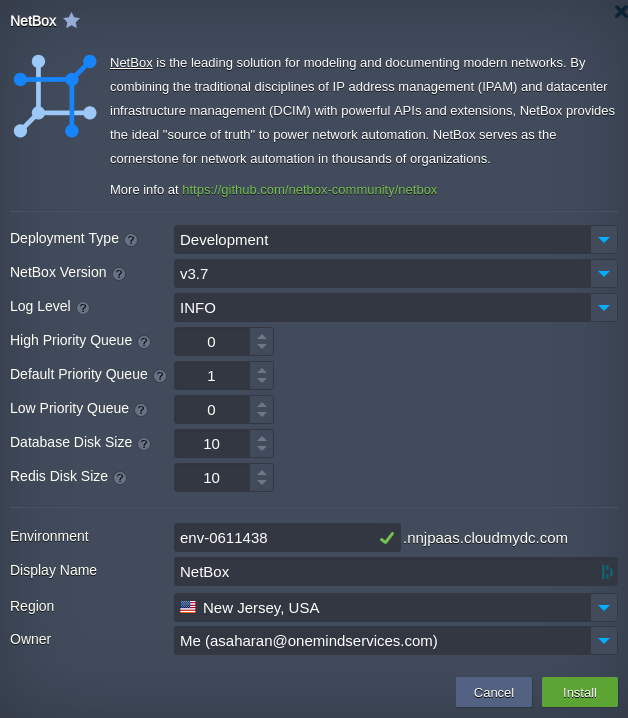 NetBox
NetBox is the leading solution for modeling and documenting modern networks. By
combining the traditional disciplines of IP address management (IPAM) and datacenter
infrastructure management (DCIM) with powerful APIs and extensions, NetBox provides
the ideal "source of truth" to power network automation. NetBox serves as the
cornerstone for network automation in thousands of organizations.
More info at https://github.com/netbox-community/netbox
Deployment Type ? Development
NetBox Version ? v3.7
Log Level ? INFO
High Priority Queue ? 0
Default Priority Queue ? 1
Low Priority Queue ? 0
Database Disk Size ? 10
Redis Disk Size ? 10
Environment env-0611438 .nnjpaas.cloudmydc.com
Display Name NetBox
Region New Jersey, USA
Owner Me (asaharan@onemindservices.com)
Cancel Install